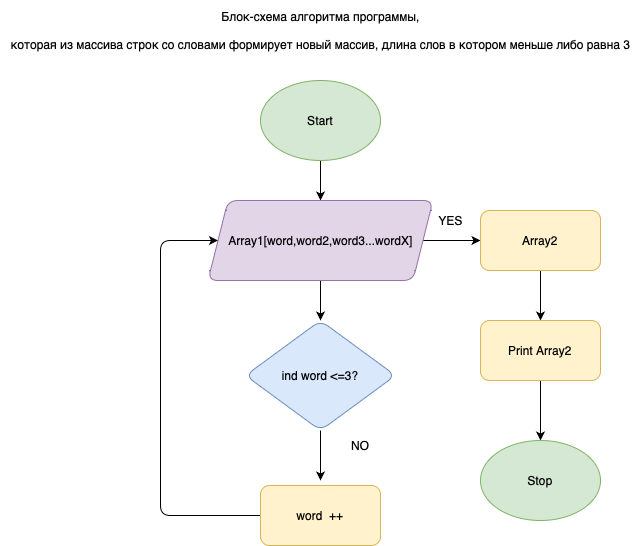 Блок-схема алгоритма программы,
которая из массива строк со словами формирует новый массив, длина слов в котором меньше либо равна 3
Start
Array1[word,word2,word3...wordX]
YES
Array2
ind word <=3?
Print Array2
NO
Stop
word ++